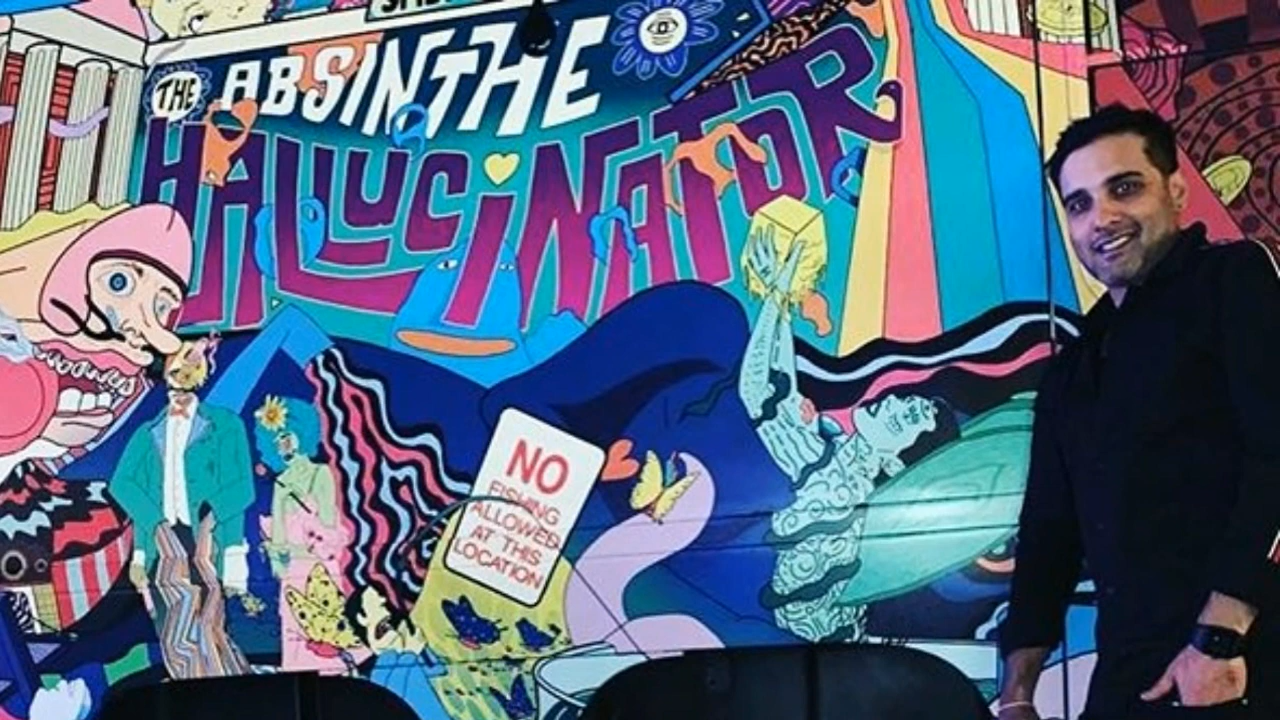 THE ABSINTHE
HALLUCINATOR
NO
FISHING
ALLOWED
AT THIS
LOCATION